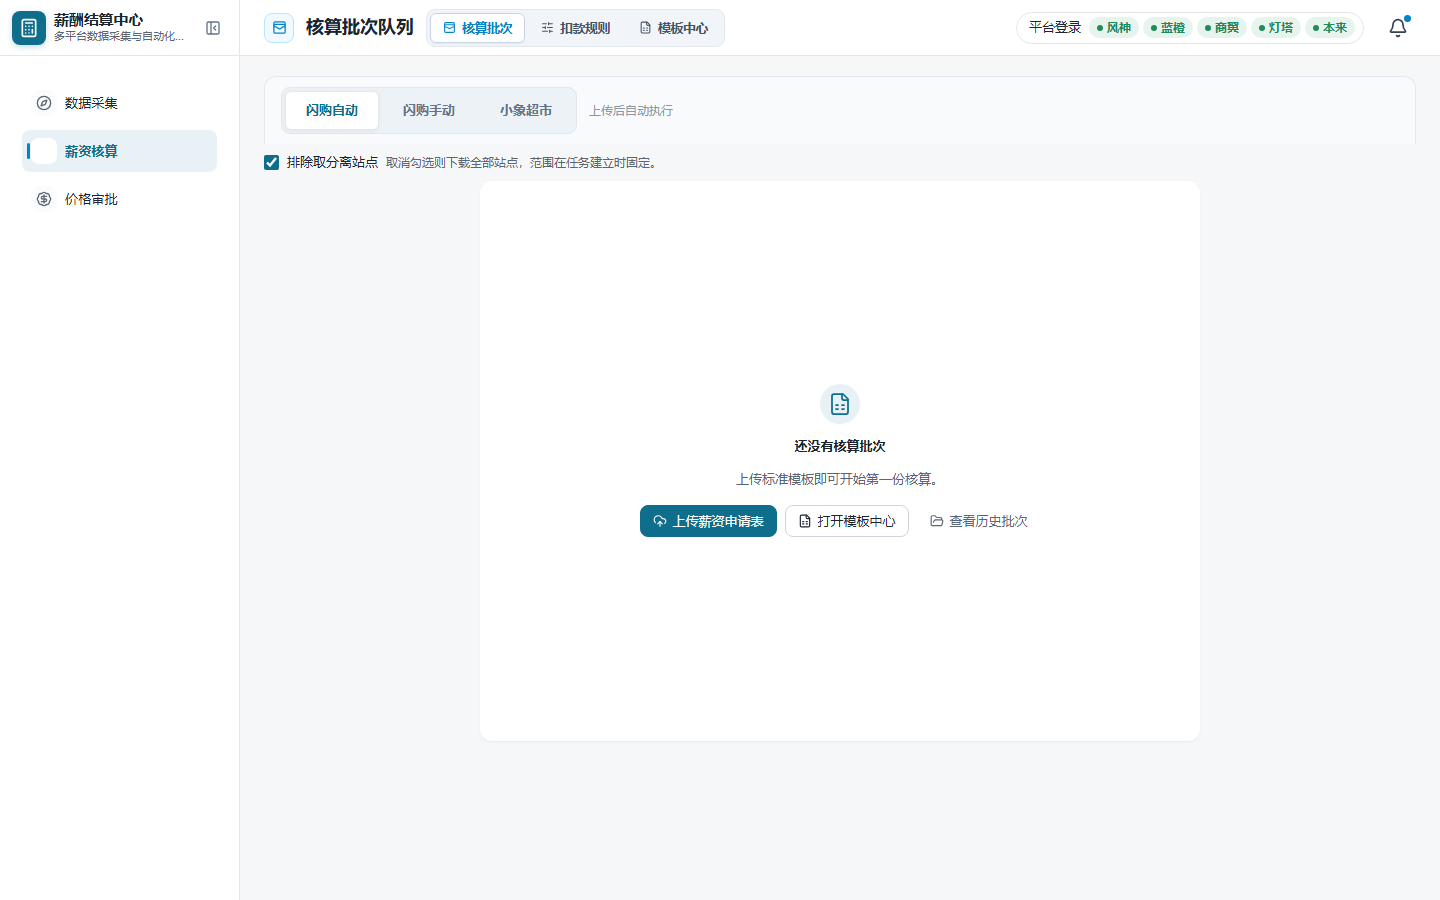 薪酬结算中心
多平台数据采集与自动化...
核算批次队列
核算批次
扣款规则
模板中心
平台登录
风神
蓝橙
商翼
灯塔
本来
数据采集
薪资核算
价格审批
闪购自动
闪购手动
小象超市
上传后自动执行
排除取分离站点
取消勾选则下载全部站点，范围在任务建立时固定。
还没有核算批次
上传标准模板即可开始第一份核算。
上传薪资申请表
打开模板中心
查看历史批次